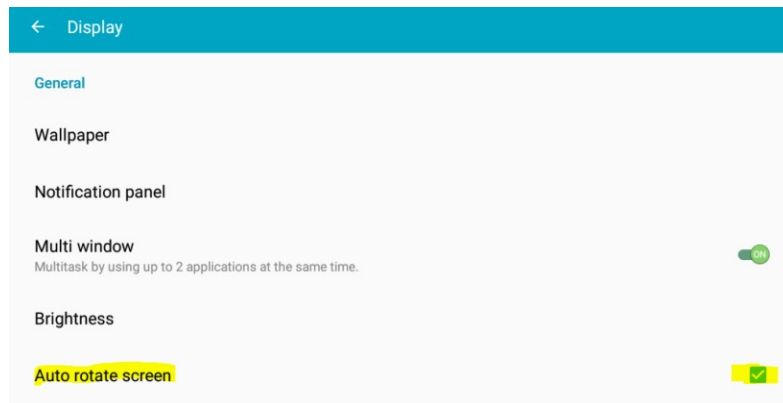 Display
General
Wallpaper
Notification panel
Multi window
ON
Multitask by using up to 2 applications at the same time.
Brightness
Auto rotate screen